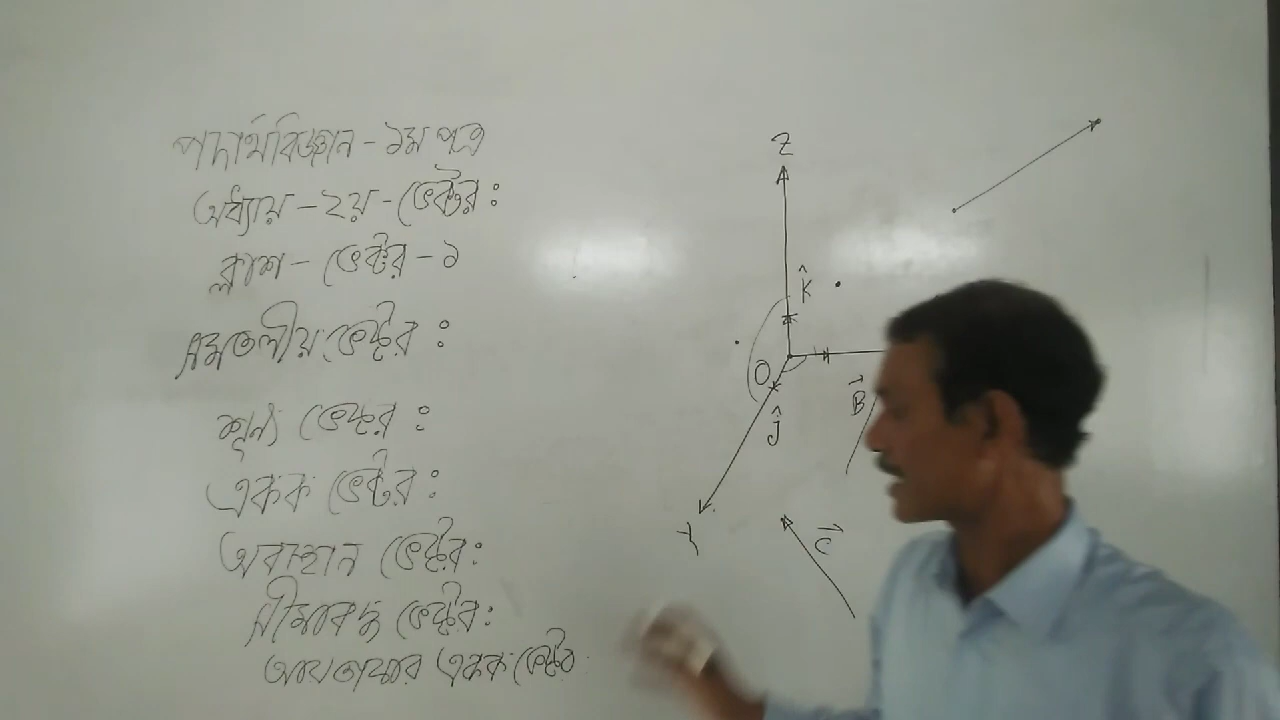 পদার্থবিজ্ঞান - ১ম পত্র
অধ্যায় - ২য় - ভেক্টর :
ক্লাশ - ভেক্টর - ১
সমতলীয় ভেক্টর :
শূন্য ভেক্টর :
একক ভেক্টর :
অবস্থান ভেক্টর :
সীমাবদ্ধ ভেক্টর :
আয়তাকার একক ভেক্টর
Z
K̂
O
Ĵ
Y
B⃗
C⃗